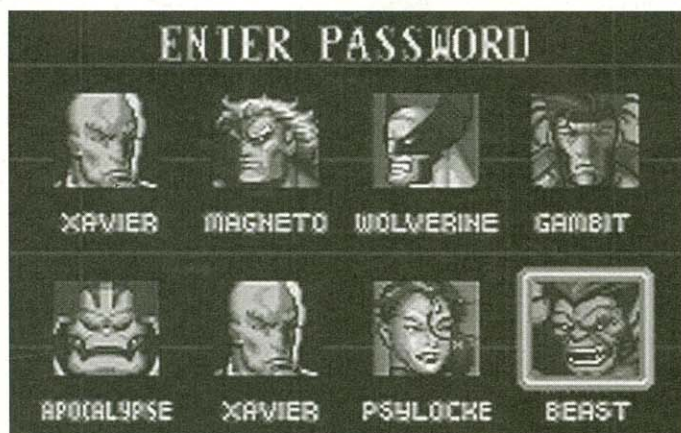 ENTER PASSWORD
XAVIER MAGNETO WOLVERINE GAMBIT
APOCALYPSE XAVIER PSYLOCKE BEAST